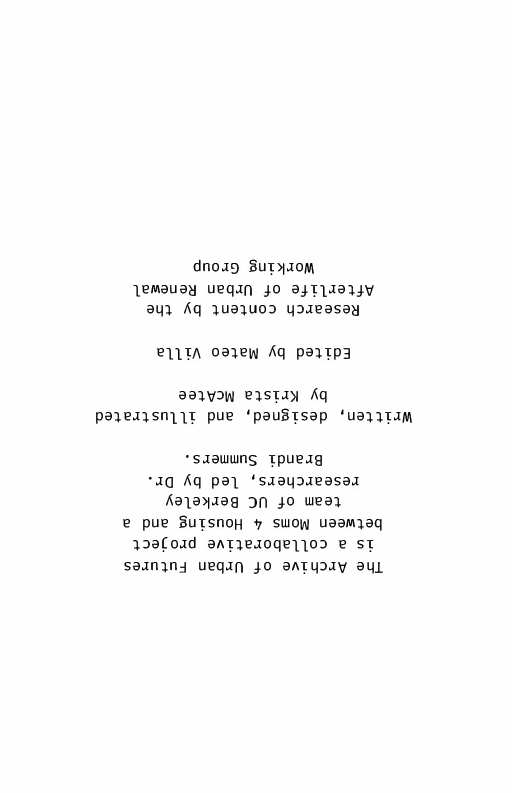 The Archive of Urban Futures
is a collaborative project
between Moms 4 Housing and a
team of UC Berkeley
researchers, led by Dr.
Brandi Summers.
Written, designed, and illustrated
by Krista McAtee
Edited by Mateo Villa
Research content by the
Afterlife of Urban Renewal
Working Group